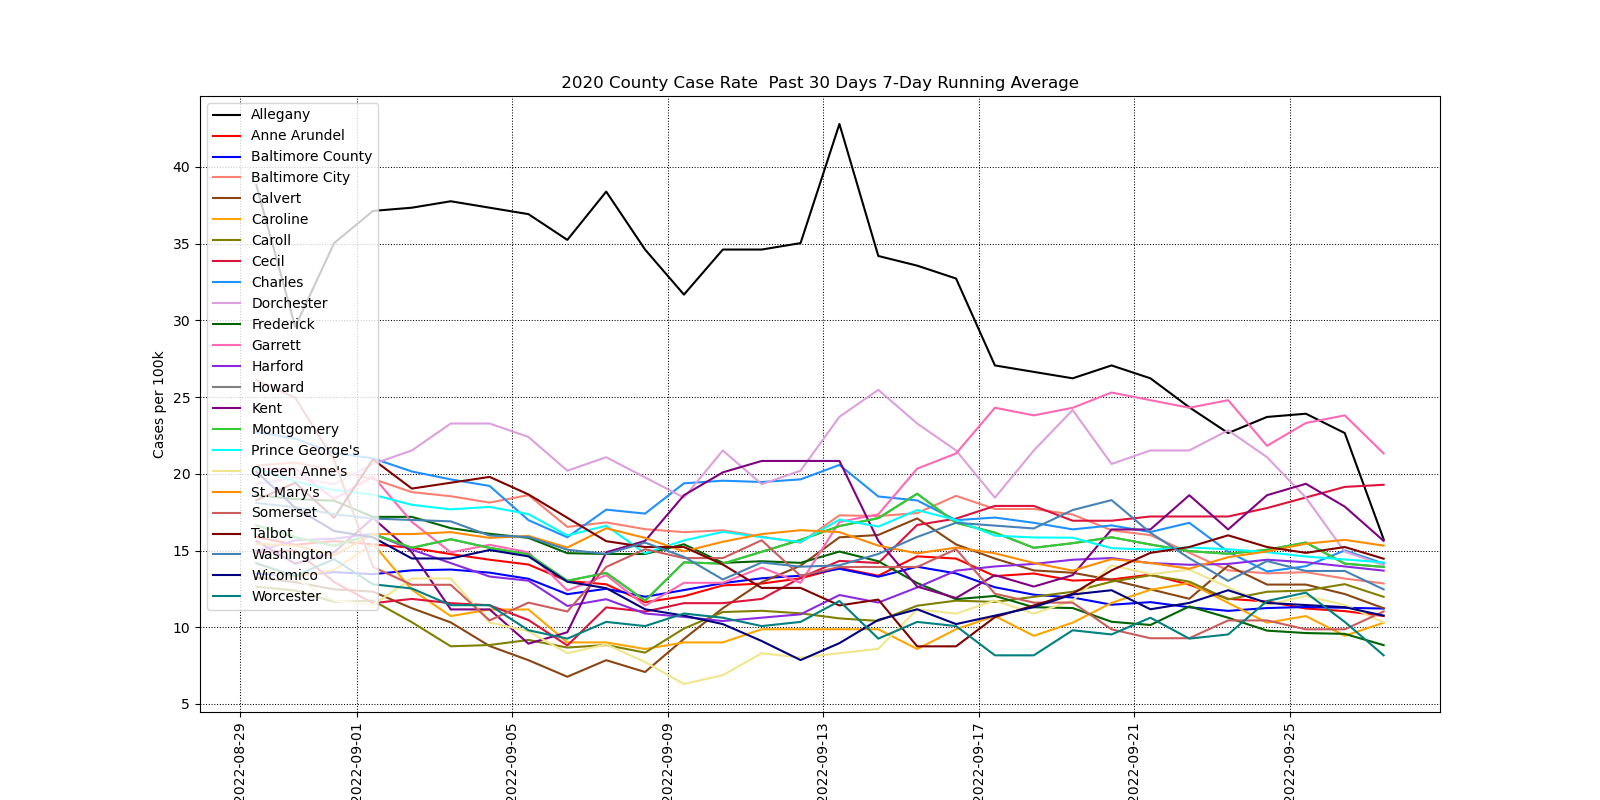 2020 County Case Rate  Past 30 Days 7-Day Running Average
Cases per 100k
40
35
30
25
20
15
10
5
Allegany
Anne Arundel
Baltimore County
Baltimore City
Calvert
Caroline
Caroll
Cecil
Charles
Dorchester
Frederick
Garrett
Harford
Howard
Kent
Montgomery
Prince George's
Queen Anne's
St. Mary's
Somerset
Talbot
Washington
Wicomico
Worcester
2022-08-29
2022-09-01
2022-09-05
2022-09-09
2022-09-13
2022-09-17
2022-09-21
2022-09-25